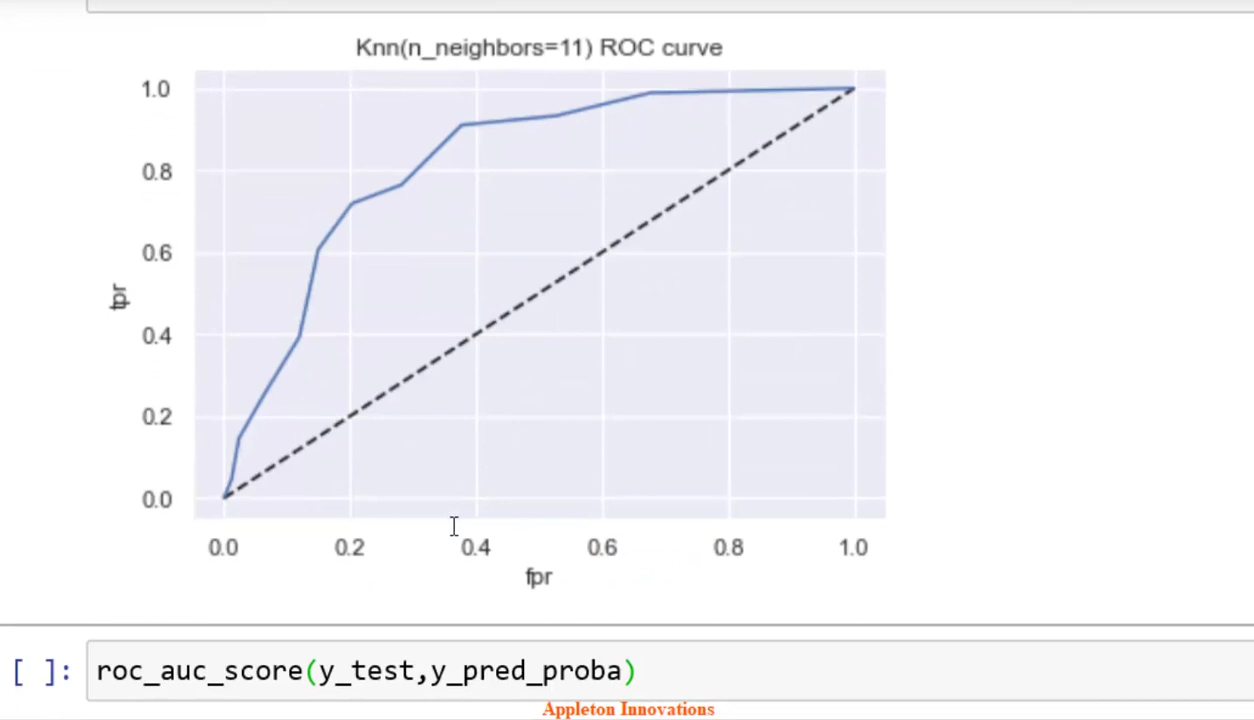 Knn(n_neighbors=11) ROC curve
1.0
0.8
0.6
0.4
0.2
0.0
tpr
0.0 0.2 0.4 0.6 0.8 1.0
fpr
[ ]: roc_auc_score(y_test,y_pred_proba)
Appleton Innovations